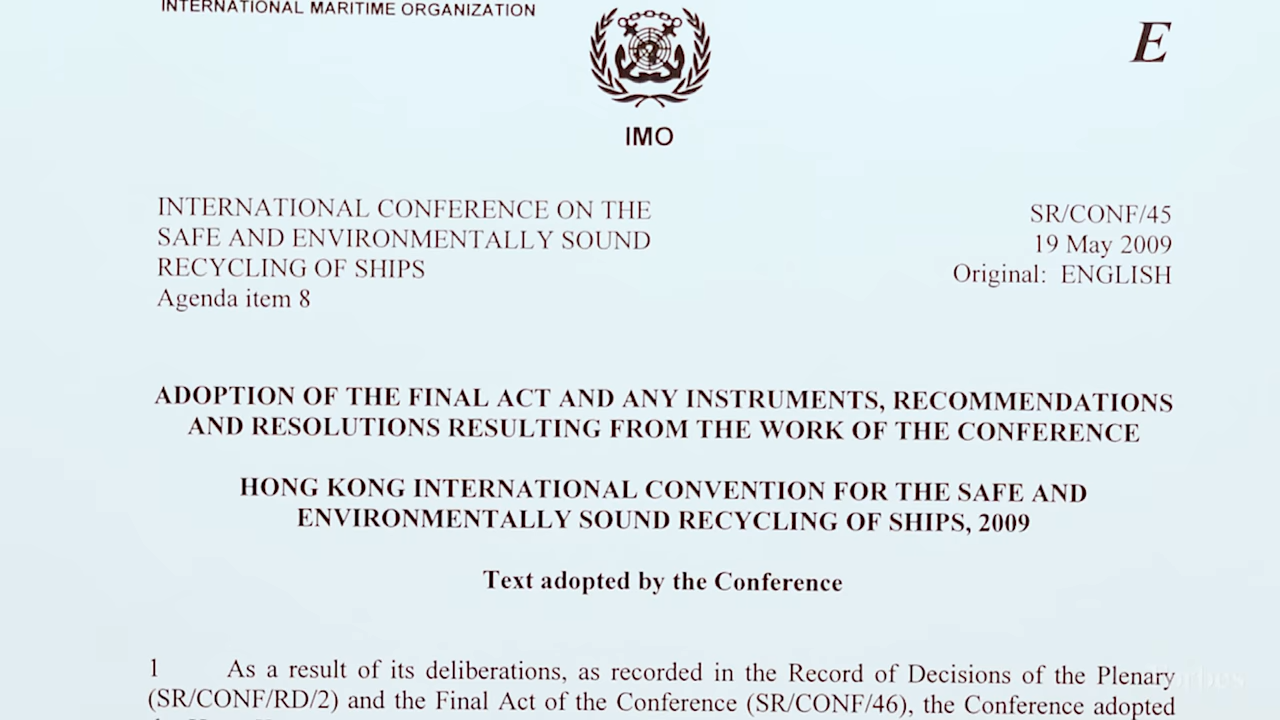 INTERNATIONAL MARITIME ORGANIZATION
E
IMO
INTERNATIONAL CONFERENCE ON THE
SAFE AND ENVIRONMENTALLY SOUND
RECYCLING OF SHIPS
Agenda item 8
SR/CONF/45
19 May 2009
Original: ENGLISH
ADOPTION OF THE FINAL ACT AND ANY INSTRUMENTS, RECOMMENDATIONS
AND RESOLUTIONS RESULTING FROM THE WORK OF THE CONFERENCE
HONG KONG INTERNATIONAL CONVENTION FOR THE SAFE AND
ENVIRONMENTALLY SOUND RECYCLING OF SHIPS, 2009
Text adopted by the Conference
1 As a result of its deliberations, as recorded in the Record of Decisions of the Plenary
(SR/CONF/RD/2) and the Final Act of the Conference (SR/CONF/46), the Conference adopted
Forbes